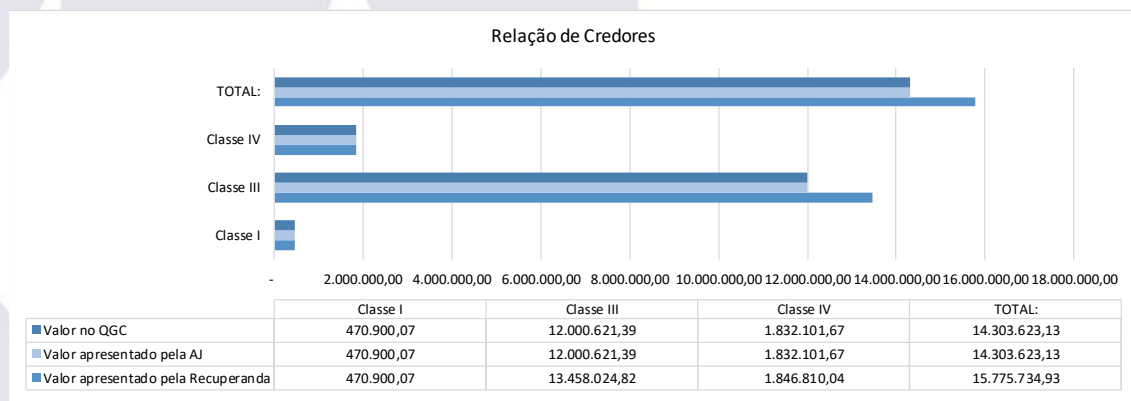 Relação de Credores
TOTAL:
Classe IV
Classe III
Classe I
- 2.000.000,00 4.000.000,00 6.000.000,00 8.000.000,00 10.000.000,00 12.000.000,00 14.000.000,00 16.000.000,00 18.000.000,00
Classe I Classe III Classe IV TOTAL:
Valor no QGC 470.900,07 12.000.621,39 1.832.101,67 14.303.623,13
Valor apresentado pela AJ 470.900,07 12.000.621,39 1.832.101,67 14.303.623,13
Valor apresentado pela Recuperanda 470.900,07 13.458.024,82 1.846.810,04 15.775.734,93